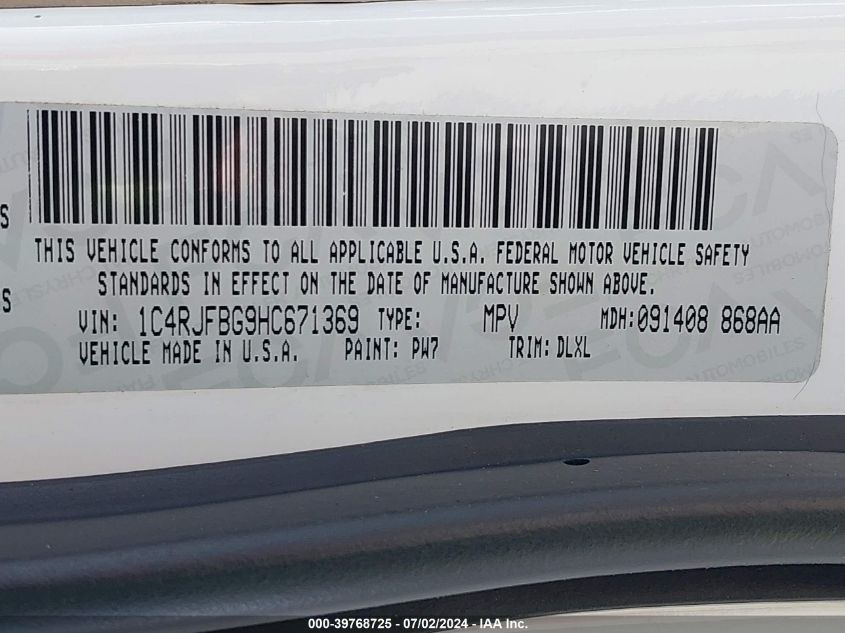 S
THIS VEHICLE CONFORMS TO ALL APPLICABLE U.S.A. FEDERAL MOTOR VEHICLE SAFETY
STANDARDS IN EFFECT ON THE DATE OF MANUFACTURE SHOWN ABOVE.
S
VIN: 1C4RJFBG9HC671369 TYPE: MPV MDH:091408 868AA
VEHICLE MADE IN U.S.A. PAINT: PW7 TRIM: DLXL
000-39768725 - 07/02/2024 - IAA Inc.